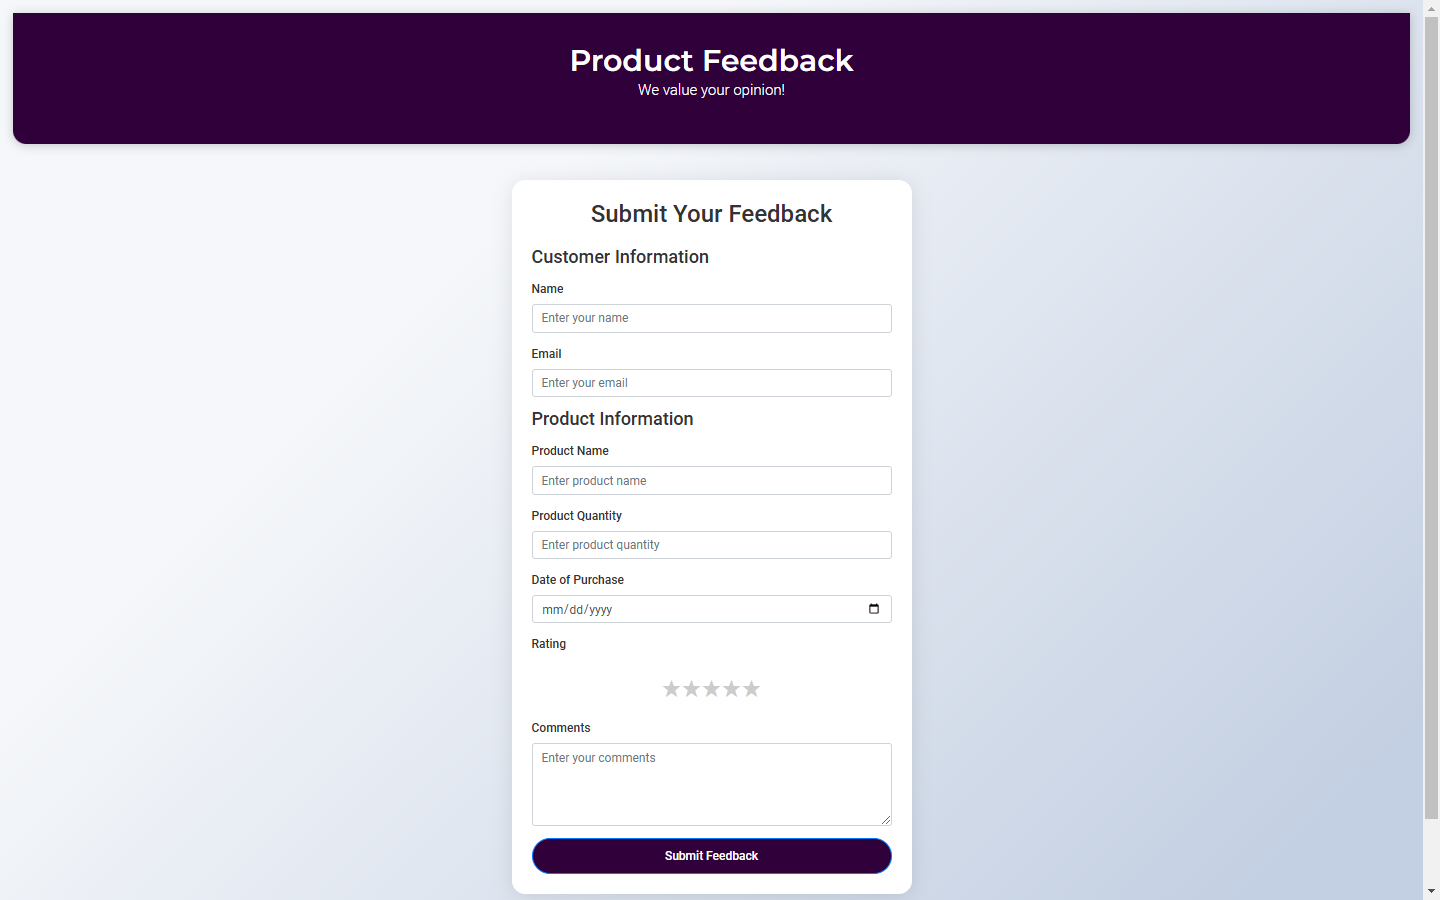 Product Feedback
We value your opinion!
Submit Your Feedback
Customer Information
Name
Enter your name
Email
Enter your email
Product Information
Product Name
Enter product name
Product Quantity
Enter product quantity
Date of Purchase
mm/dd/yyyy
Rating
★★★★★
Comments
Enter your comments
Submit Feedback